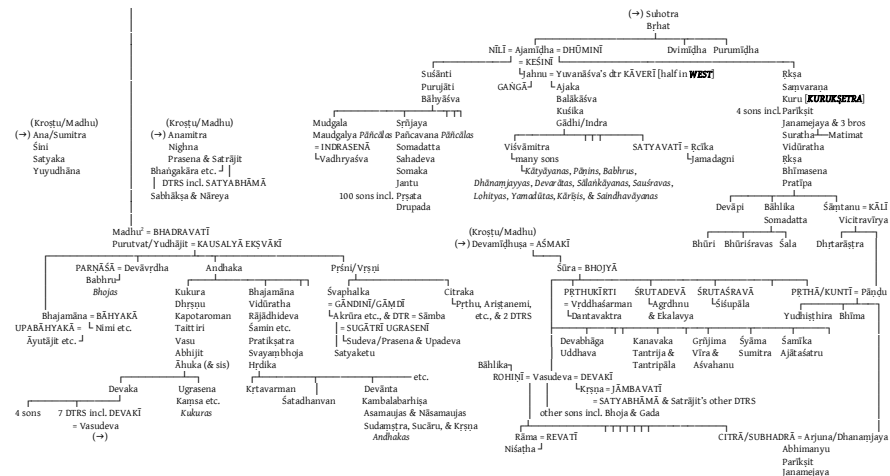 (→) Suhotra
Bṛhat
NĪLĪ = Ajamīḍha = DHŪMINĪ Dvimīḍha Purumīḍha
= KEŚINĪ
Suśānti
Purujāti
Bāhyāśva
Jahnu = Yuvanāśva's dtr KĀVERĪ [half in WEST]
GAṄGĀ
Ajaka
Balākāśva
Kuśika
Gādhi/Indra
Ṛkṣa
Saṃvaraṇa
Kuru [KURUKṢETRA]
4 sons incl. Parīkṣit
Janamejaya & 3 bros
Suratha Matimat
Vidūratha
Ṛkṣa
Bhīmasena
Pratīpa
(Kroṣṭu/Madhu)
(→) Ana/Sumitra
Śini
Satyaka
Yuyudhāna
(Kroṣṭu/Madhu)
(→) Anamitra
Nighna
Prasena & Satrājit
Bhaṅgakāra etc.
DTRS incl. SATYABHĀMĀ
Sabhākṣa & Nāreya
Mudgala
Maudgalya Pāñcālas
= INDRASENĀ
Vadhryaśva
Sṛñjaya
Pañcavana Pāñcālas
Somadatta
Sahadeva
Somaka
Jantu
100 sons incl. Pṛṣata
Drupada
Viśvāmitra
many sons
Kātyāyanas, Pāṇins, Babhrus,
Dhānaṃjayyas, Devarātas, Sālaṅkāyanas, Sauśravas,
Lohityas, Yamadūtas, Kārīṣis, & Saindhavāyanas
SATYAVATĪ = Ṛcīka
Jamadagni
Devāpi Bāhlika Śāṃtanu = KĀLĪ
Somadatta Vicitravīrya
Bhūri Bhūriśravas Śala Dhṛtarāṣṭra
Madhu² = BHADRAVATĪ
Purutvat/Yudhājit = KAUSALYĀ EKṢVĀKĪ
(Kroṣṭu/Madhu)
(→) Devamīdhuṣa = AŚMAKĪ
Śūra = BHOJYĀ
PARṆĀŚĀ = Devāvṛdha
Babhru
Bhojas
Andhaka
Pṛśni/Vṛṣṇi
Bhajamāna = BĀHYAKĀ
UPABĀHYAKĀ = Nimi etc.
Āyutājit etc.
Kukura
Dhṛṣṇu
Kapotaroman
Taittiri
Vasu
Abhijit
Āhuka (& sis)
Bhajamāna
Vidūratha
Rājādhideva
Śamin etc.
Pratikṣatra
Svayambhoja
Hṛdika
Śvaphalka
= GĀNDINĪ/GĀṂDĪ
Akrūra etc., & DTR = Sāmba
= SUGĀTRĪ UGRASENĪ
Sudeva/Prasena & Upadeva
Satyaketu
Citraka
Pṛthu, Ariṣṭanemi,
etc., & 2 DTRS
PṚTHUKĪRTI
= Vṛddhaśarman
Dantavaktra
ŚRUTADEVĀ
Agrdhnu
& Ekalavya
ŚRUTAŚRAVĀ
Śiśupāla
PṚTHĀ/KUNTĪ = Pāṇḍu
Yudhiṣṭhira Bhīma
Devabhāga
Uddhava
Kanavaka
Tantrija &
Tantripāla
Gṛñjima
Vīra &
Aśvahanu
Śyāma
Sumitra
Śamīka
Ajātaśatru
Devaka
4 sons
7 DTRS incl. DEVAKĪ
= Vasudeva
(→)
Ugrasena
Kaṃsa etc.
Kukuras
Kṛtavarman
Śatadhanvan
Devānta
Kambalabarhiṣa
Asamaujas & Nāsamaujas
Sudaṃṣṭra, Sucāru, & Kṛṣṇa
Andhakas
etc.
Bāhlika
ROHIṆĪ = Vasudeva = DEVAKĪ
Kṛṣṇa = JĀMBAVATĪ
= SATYABHĀMĀ & Satrājit's other DTRS
other sons incl. Bhoja & Gada
Rāma = REVATĪ
Niśaṭha
CITRĀ/SUBHADRĀ = Arjuna/Dhanaṃjaya
Abhimanyu
Parīkṣit
Janamejaya